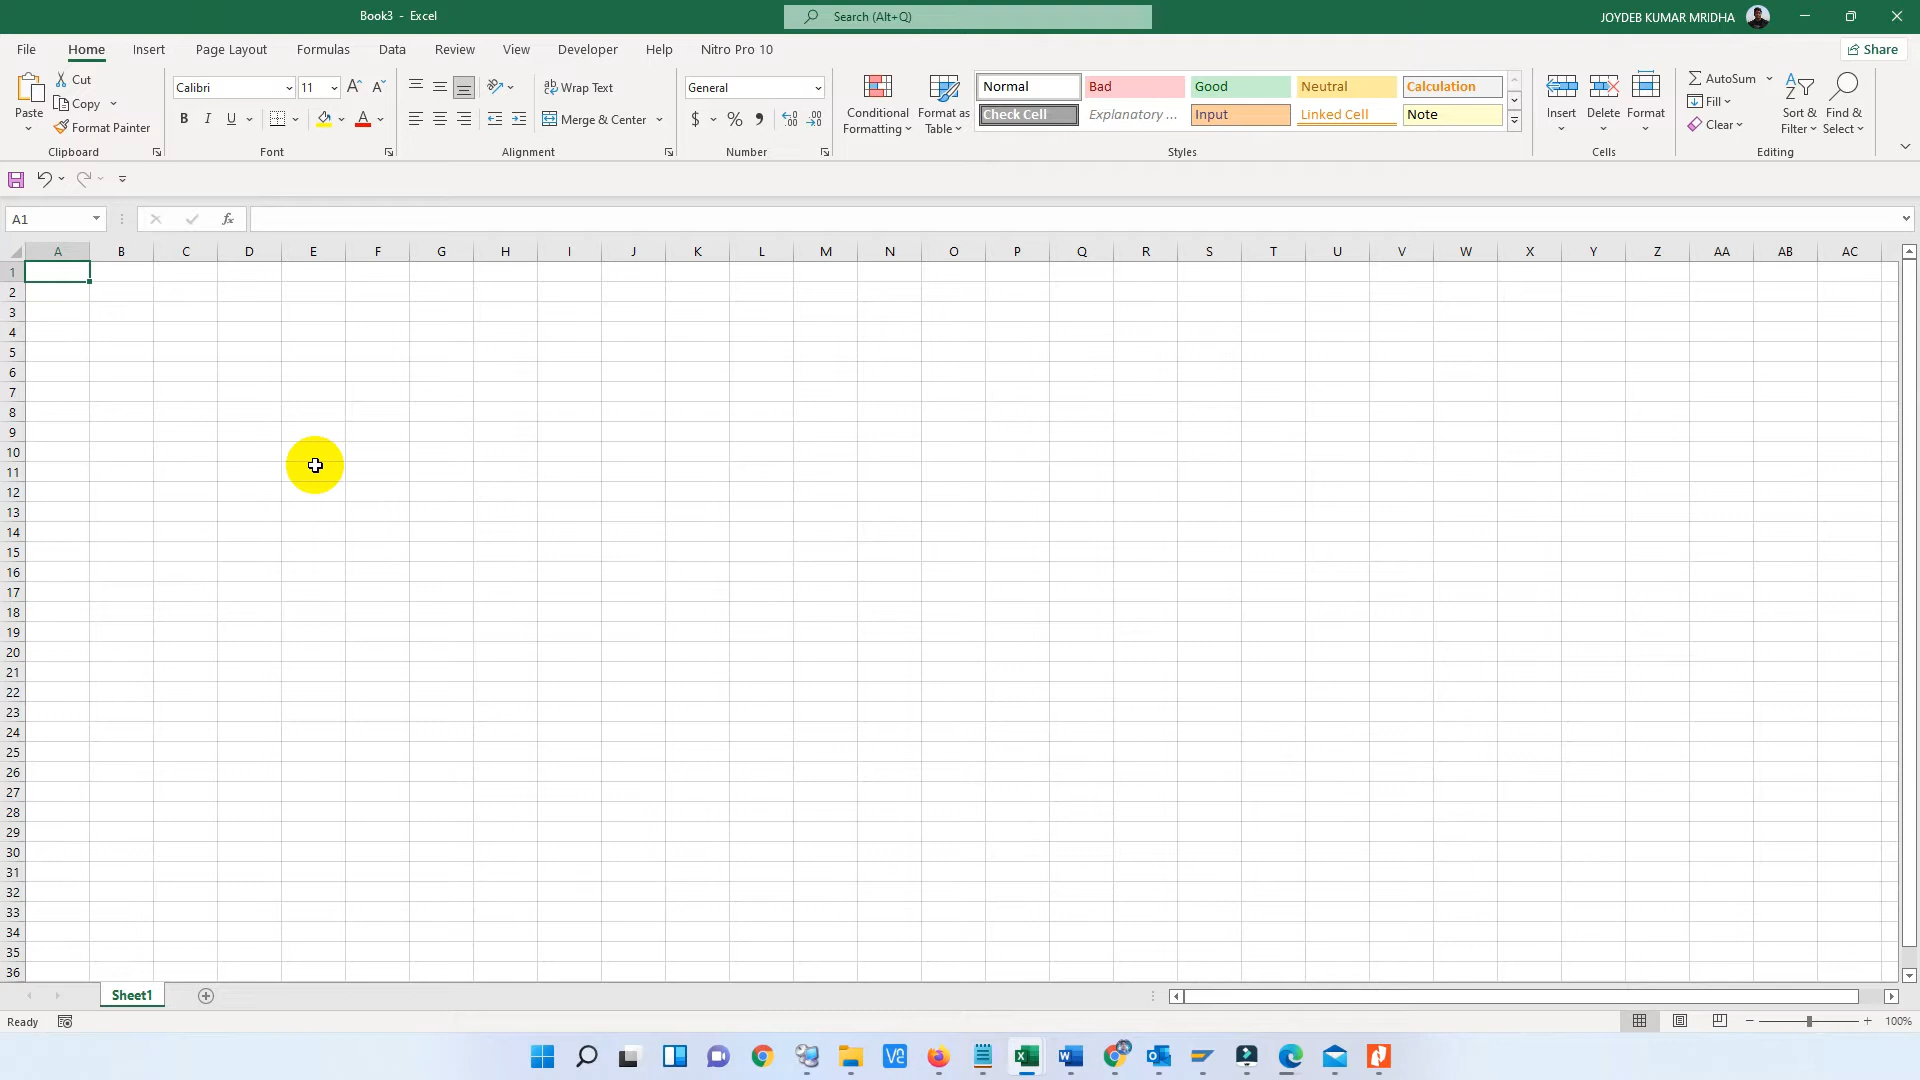 Book3 - Excel
Search (Alt+Q)
JOYDEB KUMAR MRIDHA
File Home Insert Page Layout Formulas Data Review View Developer Help Nitro Pro 10 Share
Paste
Cut
Copy
Format Painter
Clipboard
Calibri 11
B I U A
Font
Wrap Text
Merge & Center
Alignment
General
$ % 9
Number
Conditional Formatting
Format as Table
Normal Bad Good Neutral Calculation
Check Cell Explanatory ... Input Linked Cell Note
Styles
Insert Delete Format
Cells
AutoSum
Fill
Clear
Sort & Filter
Find & Select
Editing
A1 fx
A B C D E F G H I J K L M N O P Q R S T U V W X Y Z AA AB AC
1
2
3
4
5
6
7
8
9
10
11
12
13
14
15
16
17
18
19
20
21
22
23
24
25
26
27
28
29
30
31
32
33
34
35
36
Sheet1
Ready 100%